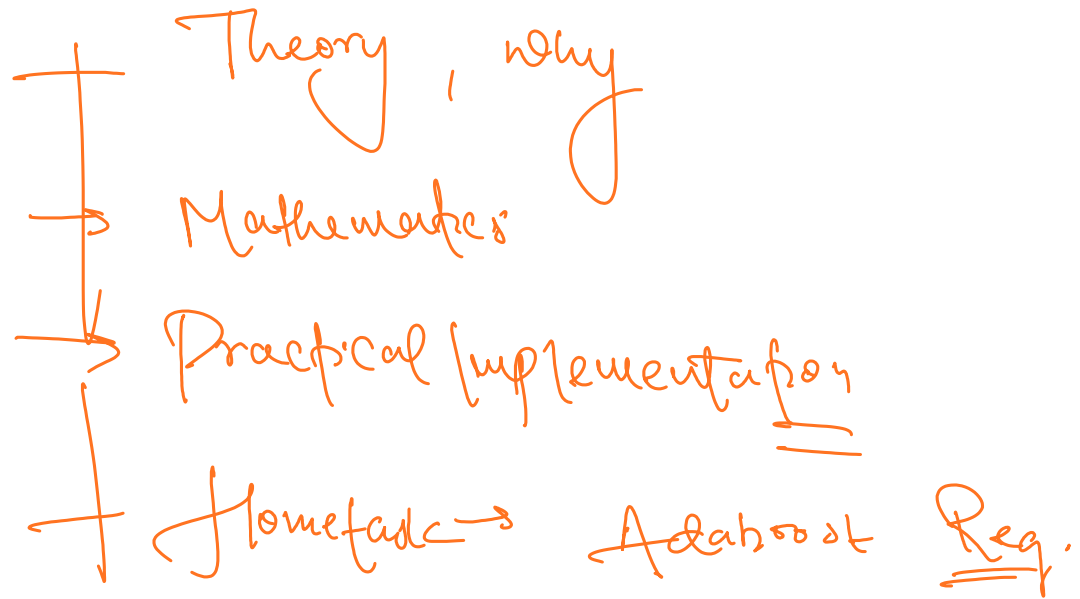 Theory, why
Mathematics
Practical Implementation
Hometask → Adaboost Reg.